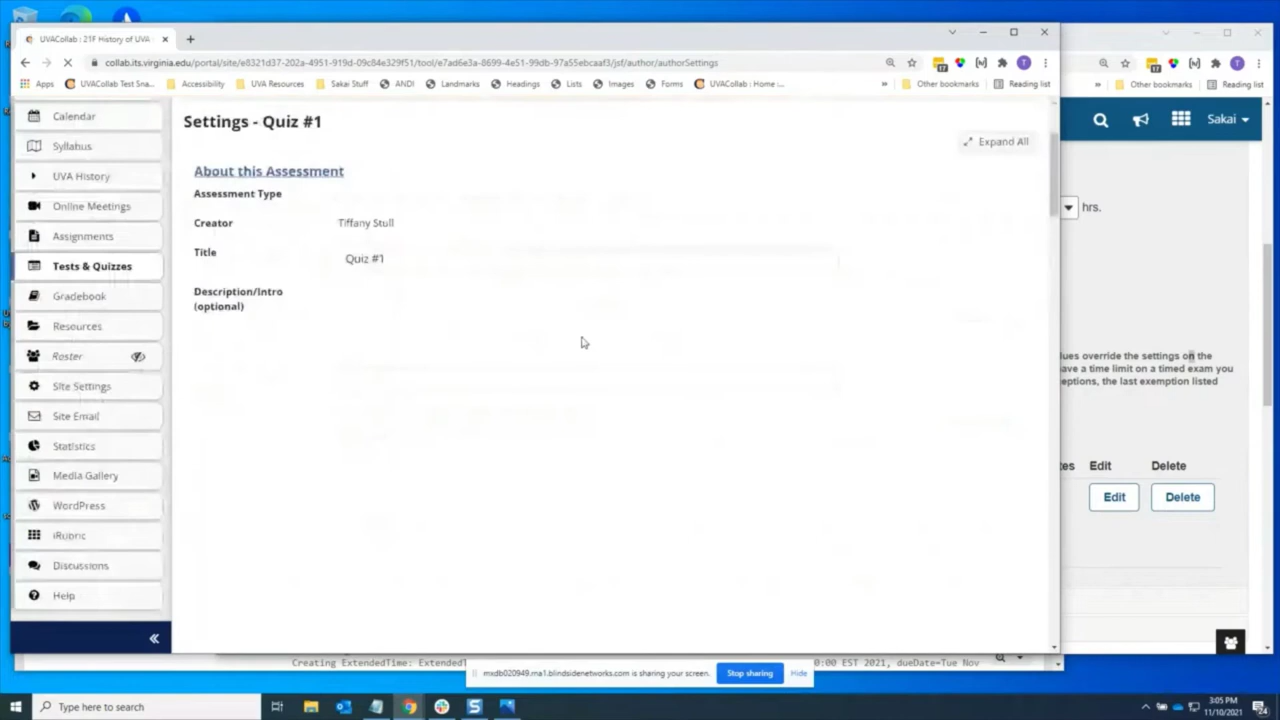 UVACollab : 21F History of UVA
collab.its.virginia.edu/portal/site/e8321d37-202a-4951-919d-09c84e329f51/tool/e7ad6e3a-8699-4e51-99db-97a55ebcaaf3/jsf/author/authorSettings
Apps UVACollab Test Sna... Accessibility UVA Resources Sakai Stuff ANDI Landmarks Headings Lists Images Forms UVACollab : Home :... » Other bookmarks Reading list
» Other bookmarks Reading list
Calendar
Syllabus
UVA History
Online Meetings
Assignments
Tests & Quizzes
Gradebook
Resources
Roster
Site Settings
Site Email
Statistics
Media Gallery
WordPress
iRubric
Discussions
Help
«
Settings - Quiz #1
Expand All
About this Assessment
Assessment Type
Creator Tiffany Stull
Title Quiz #1
Description/Intro
(optional)
Sakai
hrs.
lues override the settings on the
ave a time limit on a timed exam you
eptions, the last exemption listed
tes Edit Delete
Edit Delete
Creating ExtendedTime: ExtendedT
0:00 EST 2021, dueDate=Tue Nov
mxdb020949.ma1.blindsidenetworks.com is sharing your screen. Stop sharing Hide
Type here to search
3:05 PM
11/10/2021
24